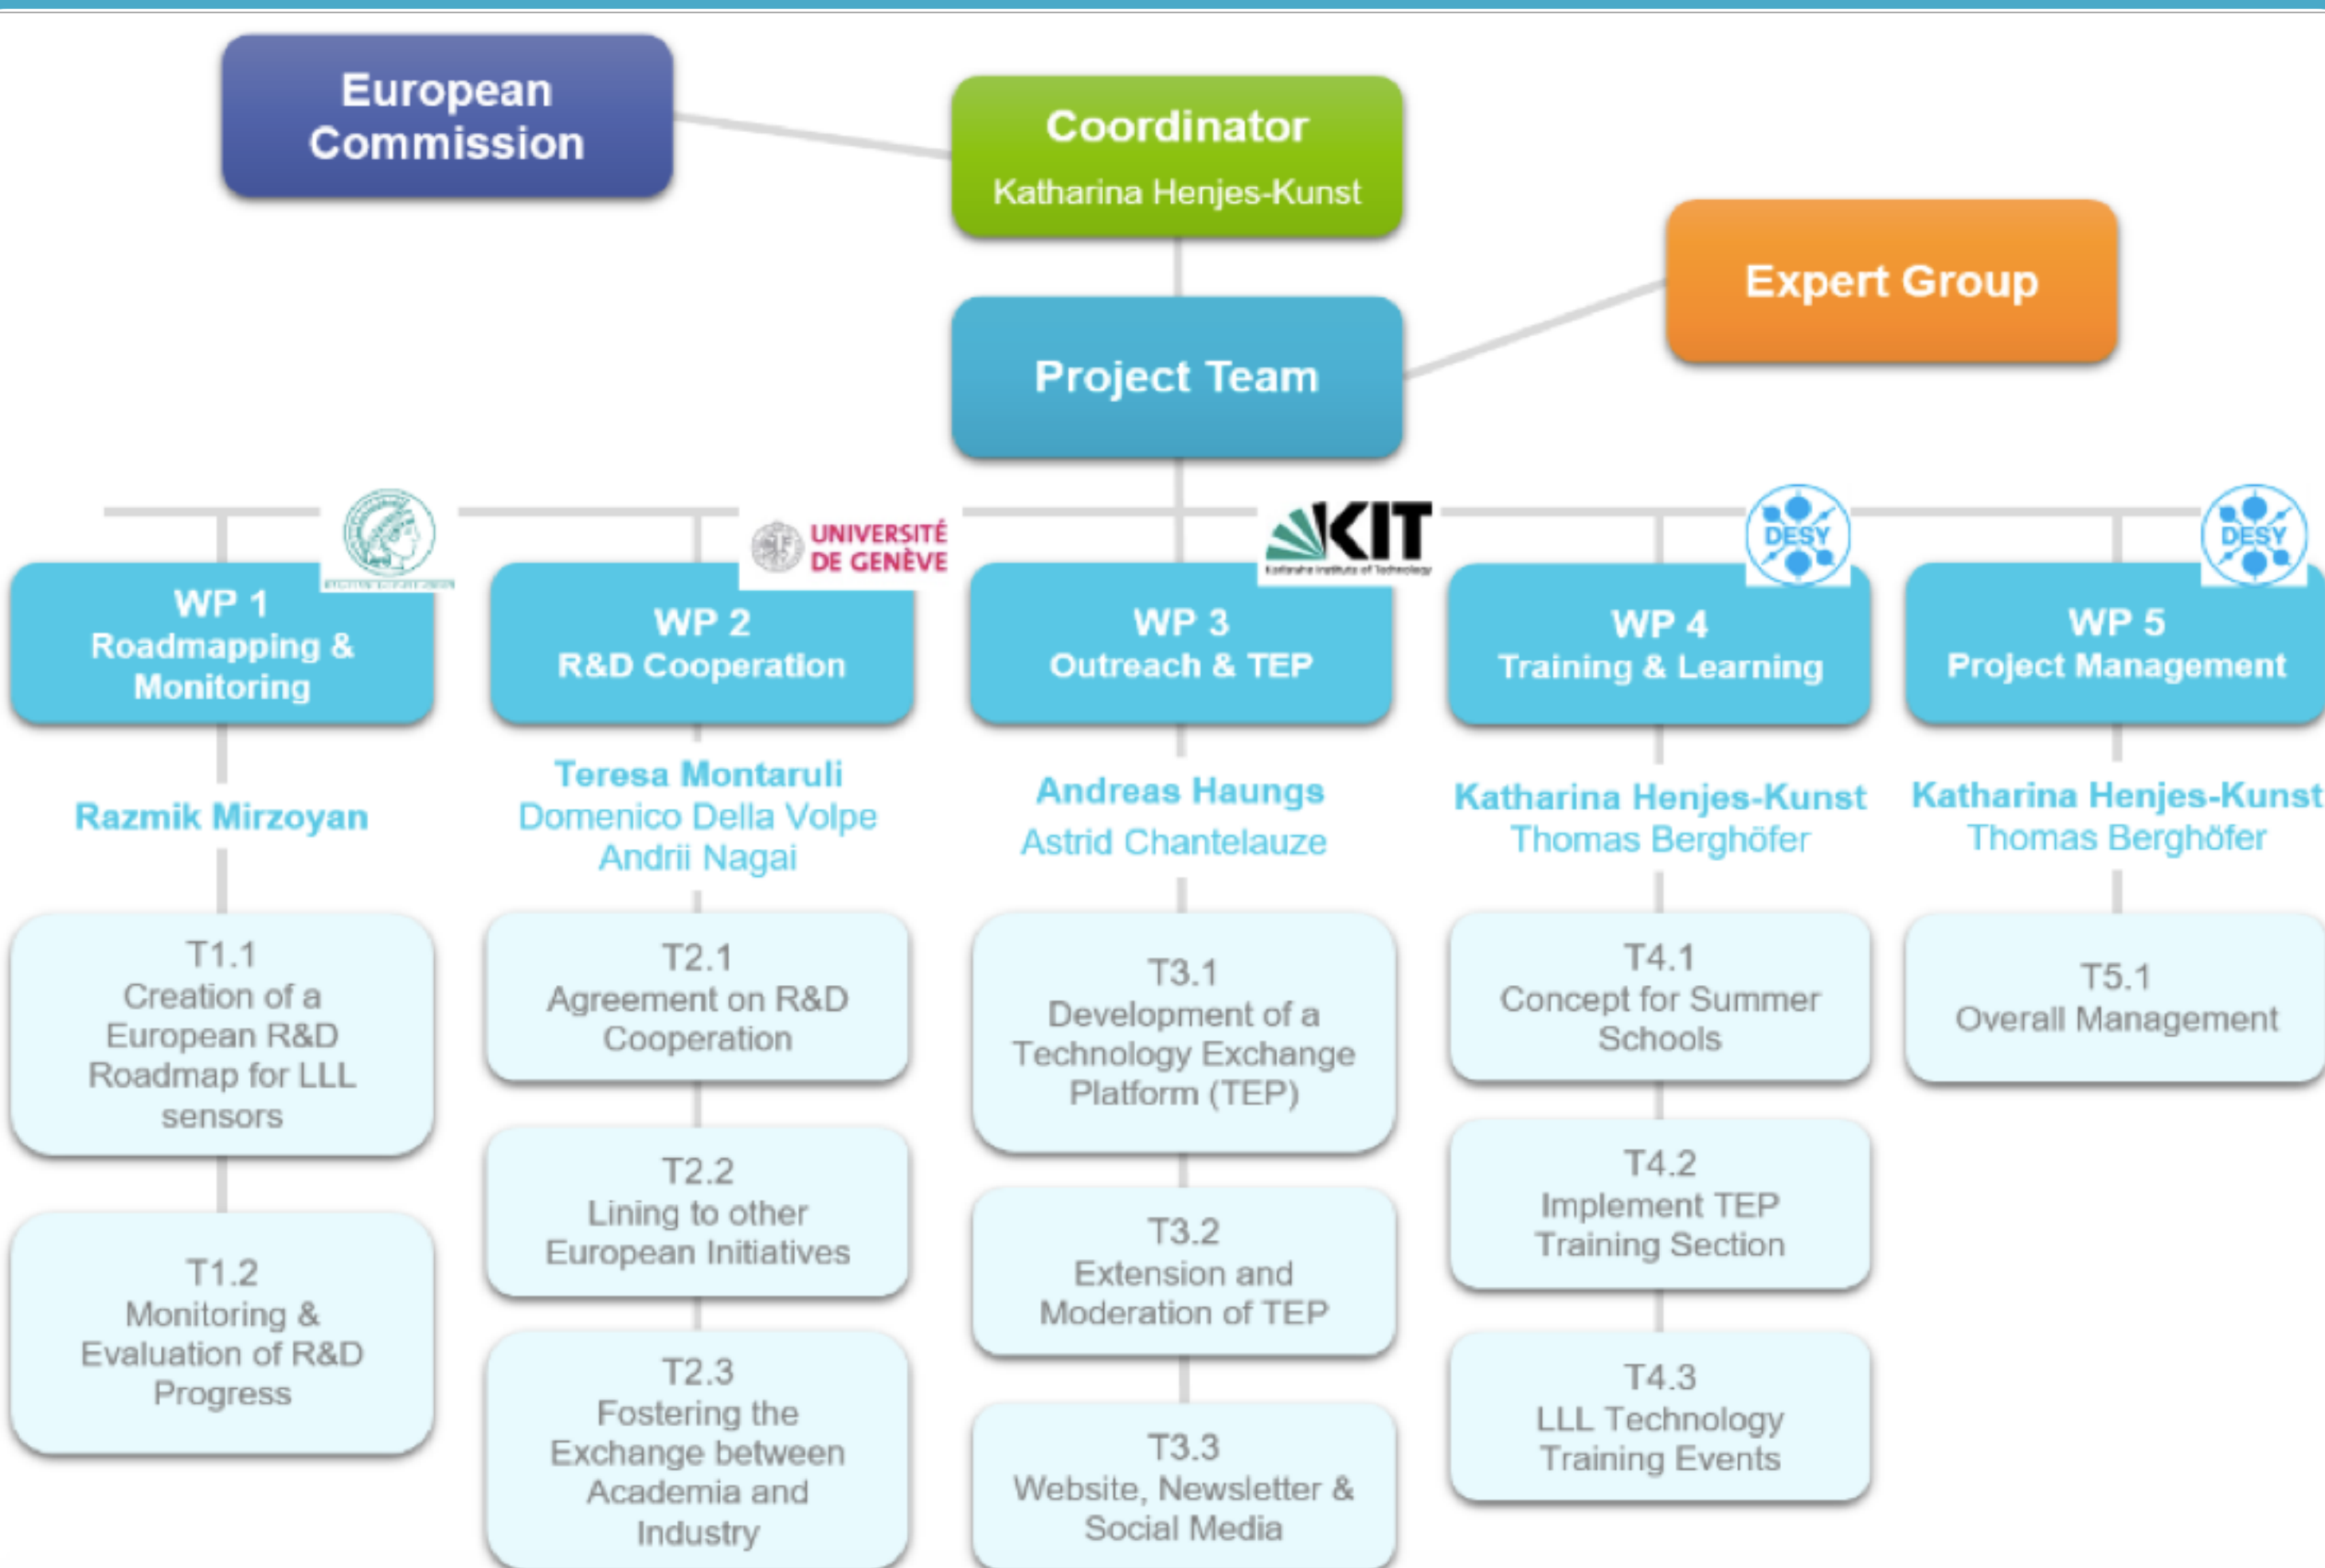 European
Commission
Coordinator
Katharina Henjes-Kunst
Expert Group
Project Team
UNIVERSITÉ
DE GENÈVE
KIT
Karlsruhe Institute of Technology
DESY
DESY
WP 1
Roadmapping &
Monitoring
WP 2
R&D Cooperation
WP 3
Outreach & TEP
WP 4
Training & Learning
WP 5
Project Management
Razmik Mirzoyan
Teresa Montaruli
Domenico Della Volpe
Andrii Nagai
Andreas Haungs
Astrid Chantelauze
Katharina Henjes-Kunst
Thomas Berghöfer
Katharina Henjes-Kunst
Thomas Berghöfer
T1.1
Creation of a
European R&D
Roadmap for LLL
sensors
T1.2
Monitoring &
Evaluation of R&D
Progress
T2.1
Agreement on R&D
Cooperation
T2.2
Lining to other
European Initiatives
T2.3
Fostering the
Exchange between
Academia and
Industry
T3.1
Development of a
Technology Exchange
Platform (TEP)
T3.2
Extension and
Moderation of TEP
T3.3
Website, Newsletter &
Social Media
T4.1
Concept for Summer
Schools
T4.2
Implement TEP
Training Section
T4.3
LLL Technology
Training Events
T5.1
Overall Management